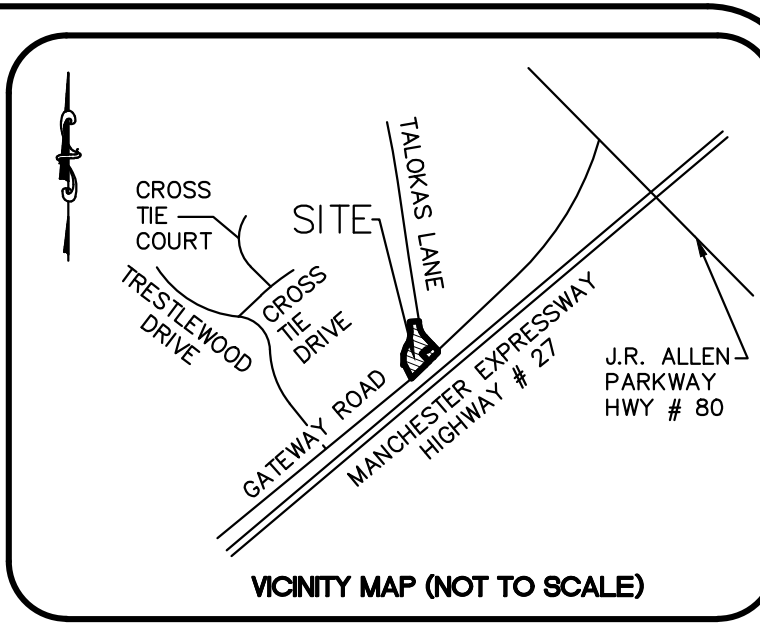 CROSS
TIE
COURT
SITE
TALOKAS LANE
TRESTLEWOOD
DRIVE
CROSS
TIE
DRIVE
GATEWAY ROAD
MANCHESTER EXPRESSWAY
HIGHWAY # 27
J.R. ALLEN
PARKWAY
HWY # 80
VICINITY MAP (NOT TO SCALE)